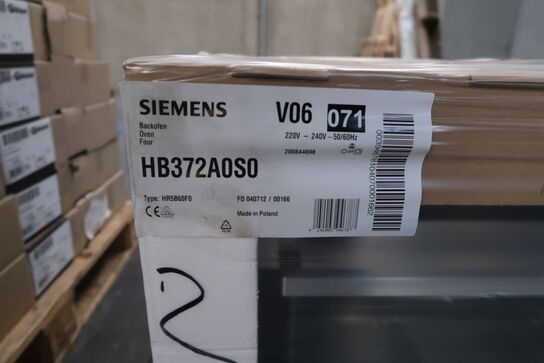 SIEMENS
V06 071
Backofen
Oven
Four
220V - 240V - 50/60Hz
200844698
HB372A0S0
Type: HR5B60F0
FD 040712 / 00166
Made in Poland